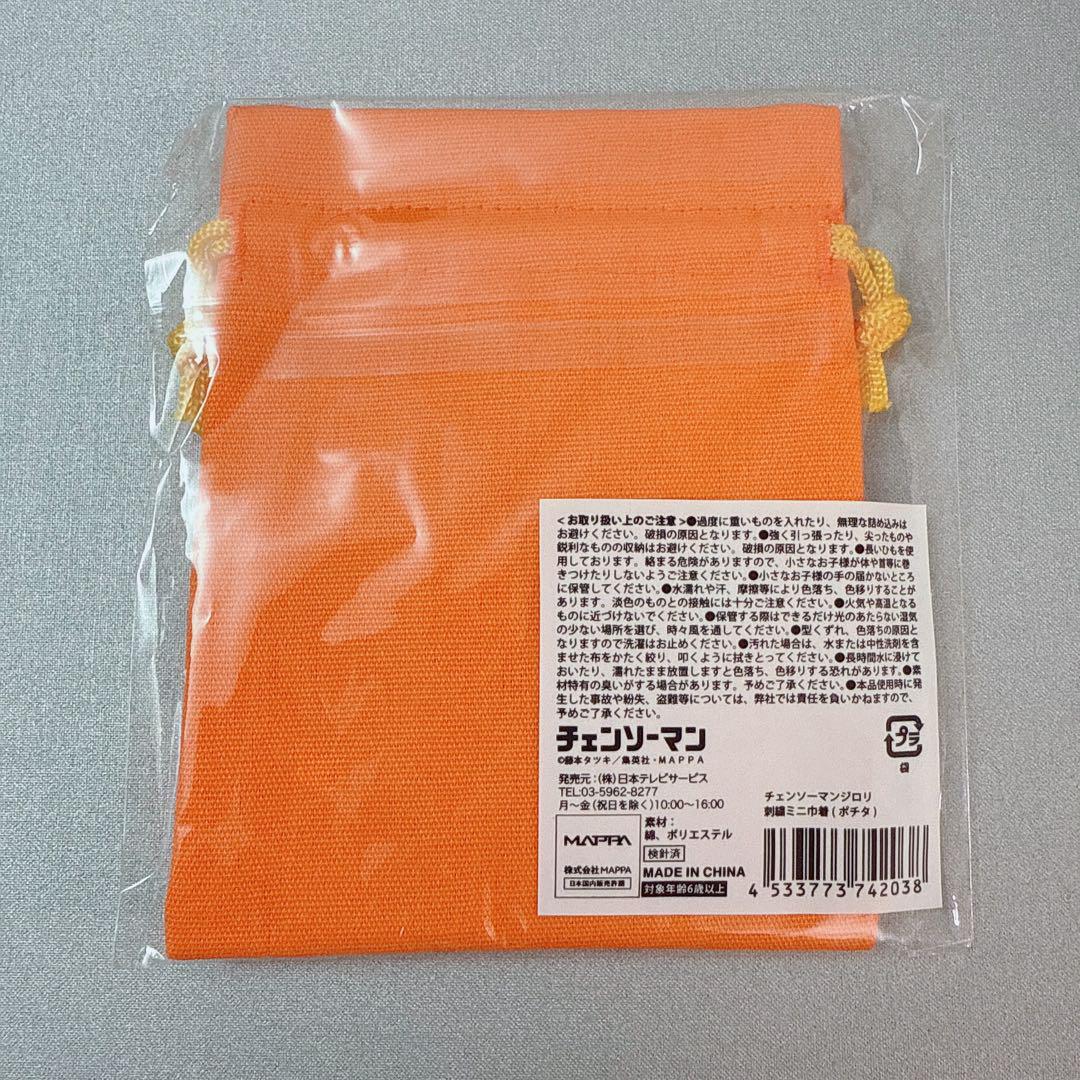 ＜お取り扱い上のご注意＞●過度に重いものを入れたり、無理な詰め込みは
お避けください。破損の原因となります。●強く引っ張ったり、尖ったものや
鋭利なものの収納はお避けください。破損の原因となります。●長いひもを使
用しております。絡まる危険がありますので、小さなお子様が体や首等に巻
きつけたりしないようご注意ください。●小さなお子様の手の届かないところ
に保管してください。●水濡れや汗、摩擦等により色落ち、色移りすることが
あります。淡色のものとの接触には十分ご注意ください。●火気や高温となる
ものに近づけないでください。●保管する際はできるだけ光のあたらない湿気
の少ない場所を選び、時々風を通してください。●型くずれ、色落ちの原因と
なりますので洗濯はお止めください。●汚れた場合は、水または中性洗剤を含
ませた布をかたく絞り、叩くように拭きとってください。●長時間水に浸けて
おいたり、濡れたまま放置しますと色落ち、色移りする恐れがあります。●素
材特有の臭いがする場合があります。予めご了承ください。●本品使用時に発
生した事故や紛失、盗難等については、弊社では責任を負いかねますので、
予めご了承ください。
チェンソーマン
©藤本タツキ／集英社・MAPPA
プラ
袋
発売元：(株)日本テレビサービス
TEL:03-5962-8277
月～金(祝日を除く)10:00～16:00
チェンソーマンジロリ
刺繍ミニ巾着(ポチタ)
MAPPA
株式会社MAPPA
日本国内販売許諾
素材：
綿、ポリエステル
検針済
MADE IN CHINA
対象年齢6歳以上
4 533773 742038